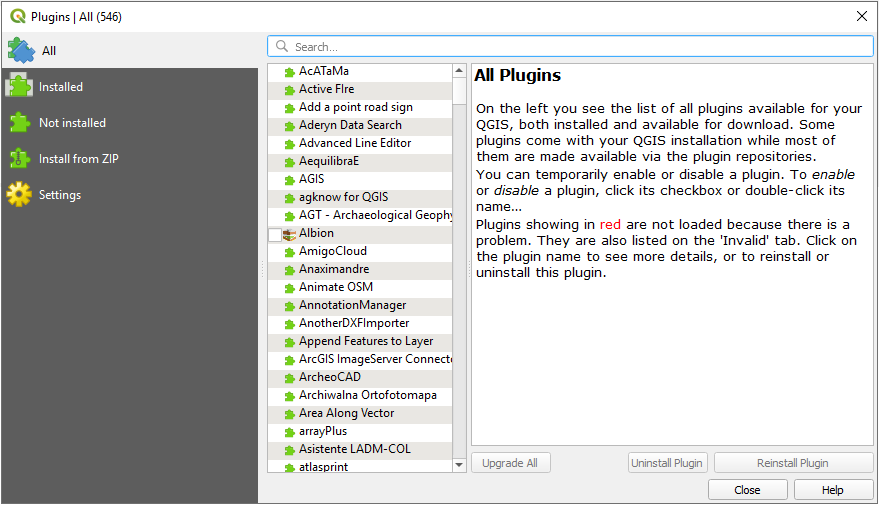 Plugins | All (546)
All
Installed
Not installed
Install from ZIP
Settings
Search...
AcATaMa
Active FIre
Add a point road sign
Aderyn Data Search
Advanced Line Editor
AequilibraE
AGIS
agknow for QGIS
AGT - Archaeological Geophy
Albion
AmigoCloud
Anaximandre
Animate OSM
AnnotationManager
AnotherDXFImporter
Append Features to Layer
ArcGIS ImageServer Connecto
ArcheoCAD
Archiwalna Ortofotomapa
Area Along Vector
arrayPlus
Asistente LADM-COL
atlasprint
All Plugins
On the left you see the list of all plugins available for your
QGIS, both installed and available for download. Some
plugins come with your QGIS installation while most of
them are made available via the plugin repositories.
You can temporarily enable or disable a plugin. To enable
or disable a plugin, click its checkbox or double-click its
name...
Plugins showing in red are not loaded because there is a
problem. They are also listed on the 'Invalid' tab. Click on
the plugin name to see more details, or to reinstall or
uninstall this plugin.
Upgrade All
Uninstall Plugin
Reinstall Plugin
Close
Help